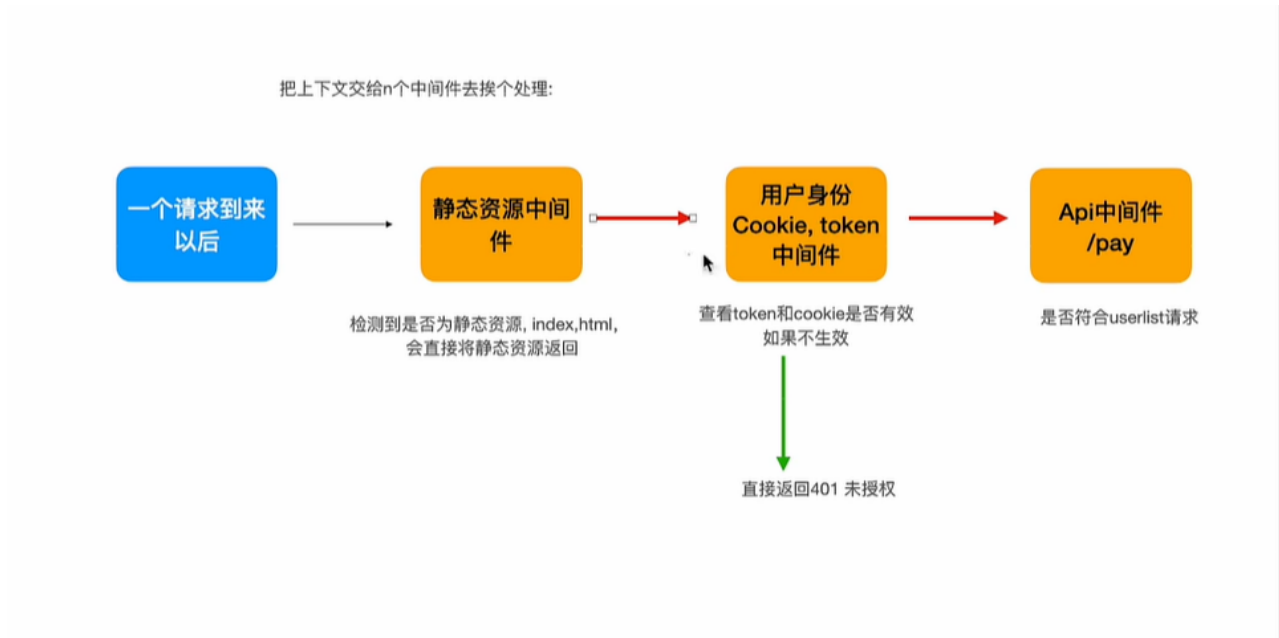 把上下文交给n个中间件去挨个处理:
一个请求到来
以后
静态资源中间
件
用户身份
Cookie, token
中间件
Api中间件
/pay
检测到是否为静态资源, index,html,
会直接将静态资源返回
查看token和cookie是否有效
如果不生效
是否符合userlist请求
直接返回401 未授权